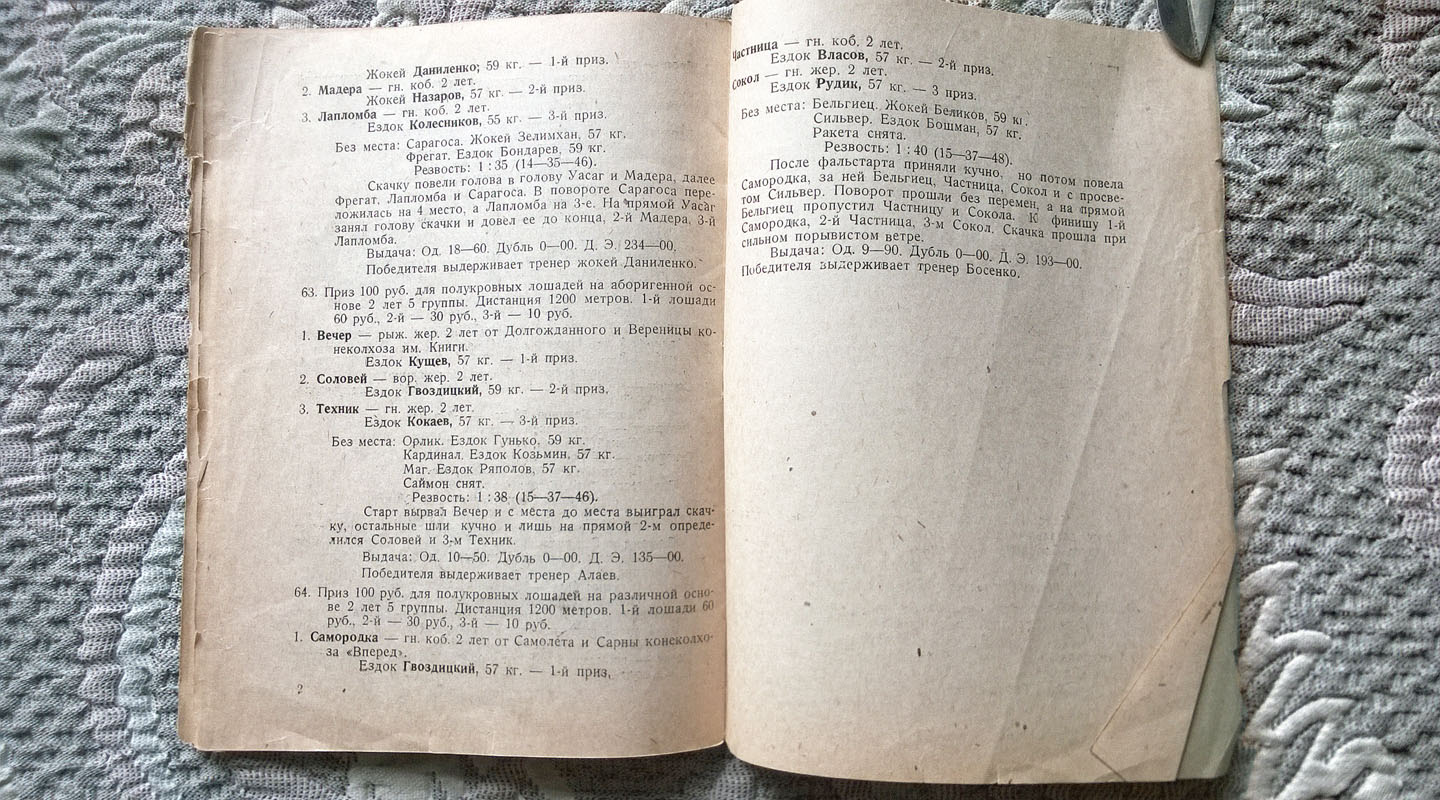 Жокей Даниленко; 59 кг. — 1-й приз.
2. Мадера — гн. коб. 2 лет.
Жокей Назаров, 57 кг. — 2-й приз.
3. Лапломба — гн. коб. 2 лет.
Ездок Колесников, 55 кг. — 3-й приз.
Без места: Сарагоса. Жокей Зелимхан, 57 кг.
Фрегат. Ездок Бондарев, 59 кг.
Резвость: 1 : 35 (14—35—46).
Скачку повели голова в голову Уасаг и Мадера, далее
Фрегат, Лапломба и Сарагоса. В повороте Сарагоса пере-
ложилась на 4 место, а Лапломба на 3-е. На прямой Уасаг
занял голову скачки и довел ее до конца, 2-й Мадера, 3-й
Лапломба.
Выдача: Од. 18—60. Дубль 0—00. Д. Э. 234—00,
Победителя выдерживает тренер жокей Даниленко.
63. Приз 100 руб. для полукровных лошадей на аборигенной ос-
нове 2 лет 5 группы. Дистанция 1200 метров. 1-й лошади
60 руб., 2-й — 30 руб., 3-й — 10 руб.
1. Вечер — рыж. жер. 2 лет от Долгожданного и Вереницы ко-
неколхоза им. Книги.
Ездок Кущев, 57 кг. — 1-й приз.
2. Соловей — вор. жер. 2 лет.
Ездок Гвоздицкий, 59 кг. — 2-й приз.
3. Техник — гн. жер. 2 лет.
Ездок Кокаев, 57 кг. — 3-й приз.
Без места: Орлик. Ездок Гунько. 59 кг.
Кардинал. Ездок Козьмин, 57 кг.
Маг. Ездок Ряполов, 57 кг.
Саймон снят.
Резвость: 1 : 38 (15—37—46).
Старт вырвал Вечер и с места до места выиграл скач-
ку, остальные шли кучно и лишь на прямой 2-м опреде-
лился Соловей и 3-м Техник.
Выдача: Од. 10—50. Дубль 0—00. Д. Э. 135—00.
Победителя выдерживает тренер Алаев.
64. Приз 100 руб. для полукровных лошадей на различной осно-
ве 2 лет 5 группы. Дистанция 1200 метров. 1-й лошади 60
руб., 2-й — 30 руб., 3-й — 10 руб.
1. Самородка — гн. коб. 2 лет от Самолета и Сарны конеколхо-
за «Вперед».
Ездок Гвоздицкий, 57 кг. — 1-й приз,
2
Частница — гн. коб. 2 лет.
Ездок Власов, 57 кг. — 2-й приз.
Сокол — гн. жер. 2 лет.
Ездок Рудик, 57 кг. — 3 приз.
Без места: Бельгиец. Жокей Беликов, 59 кг.
Сильвер. Ездок Бошман, 57 кг.
Ракета снята.
Резвость: 1 : 40 (15—37—48).
После фальстарта приняли кучно, но потом повела
Самородка, за ней Бельгиец, Частница, Сокол и с просве-
том Сильвер. Поворот прошли без перемен, а на прямой
Бельгиец пропустил Частницу и Сокола. К финишу 1-й
Самородка, 2-й Частница, 3-м Сокол. Скачка прошла при
сильном порывистом ветре.
Выдача: Од. 9—90. Дубль 0—00. Д. Э. 193—00.
Победителя выдерживает тренер Босенко.